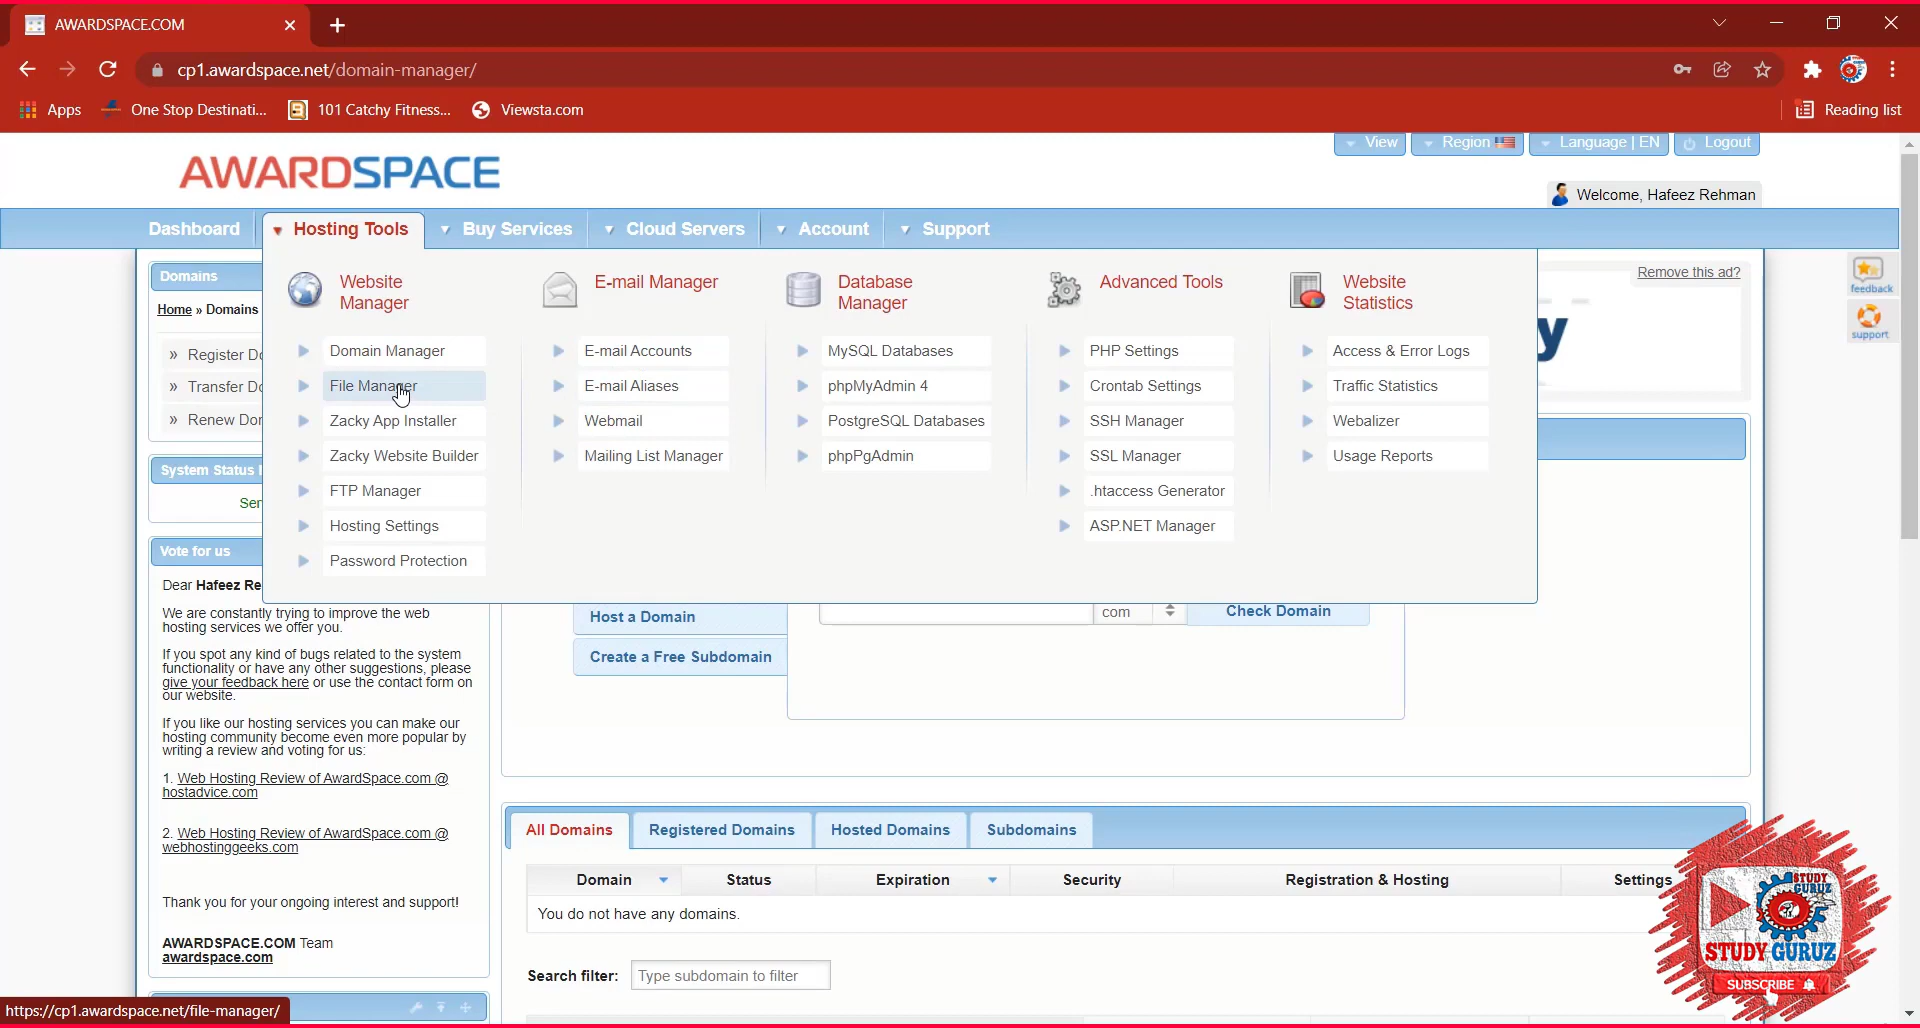 AWARDSPACE.COM
cp1.awardspace.net/domain-manager/
Apps
One Stop Destinati...
101 Catchy Fitness...
Viewsta.com
Reading list
View
Region
Language | EN
Logout
AWARDSPACE
Welcome, Hafeez Rehman
Dashboard
Hosting Tools
Buy Services
Cloud Servers
Account
Support
Domains
Home » Domains
» Register Do
» Transfer Do
» Renew Dor
System Status
Ser
Website Manager
Domain Manager
File Manager
Zacky App Installer
Zacky Website Builder
FTP Manager
Hosting Settings
Password Protection
E-mail Manager
E-mail Accounts
E-mail Aliases
Webmail
Mailing List Manager
Database Manager
MySQL Databases
phpMyAdmin 4
PostgreSQL Databases
phpPgAdmin
Advanced Tools
PHP Settings
Crontab Settings
SSH Manager
SSL Manager
.htaccess Generator
ASP.NET Manager
Website Statistics
Access & Error Logs
Traffic Statistics
Webalizer
Usage Reports
Remove this ad?
y
feedback
support
Vote for us
Dear Hafeez Re
We are constantly trying to improve the web
hosting services we offer you.
If you spot any kind of bugs related to the system
functionality or have any other suggestions, please
give your feedback here or use the contact form on
our website.
If you like our hosting services you can make our
hosting community become even more popular by
writing a review and voting for us:
1. Web Hosting Review of AwardSpace.com @
hostadvice.com
2. Web Hosting Review of AwardSpace.com @
webhostinggeeks.com
Thank you for your ongoing interest and support!
AWARDSPACE.COM Team
awardspace.com
Host a Domain
Create a Free Subdomain
com
Check Domain
All Domains
Registered Domains
Hosted Domains
Subdomains
Domain
Status
Expiration
Security
Registration & Hosting
Settings
You do not have any domains.
Search filter:
Type subdomain to filter
STUDY
GURUZ
STUDY GURUZ
SUBSCRIBE
https://cp1.awardspace.net/file-manager/